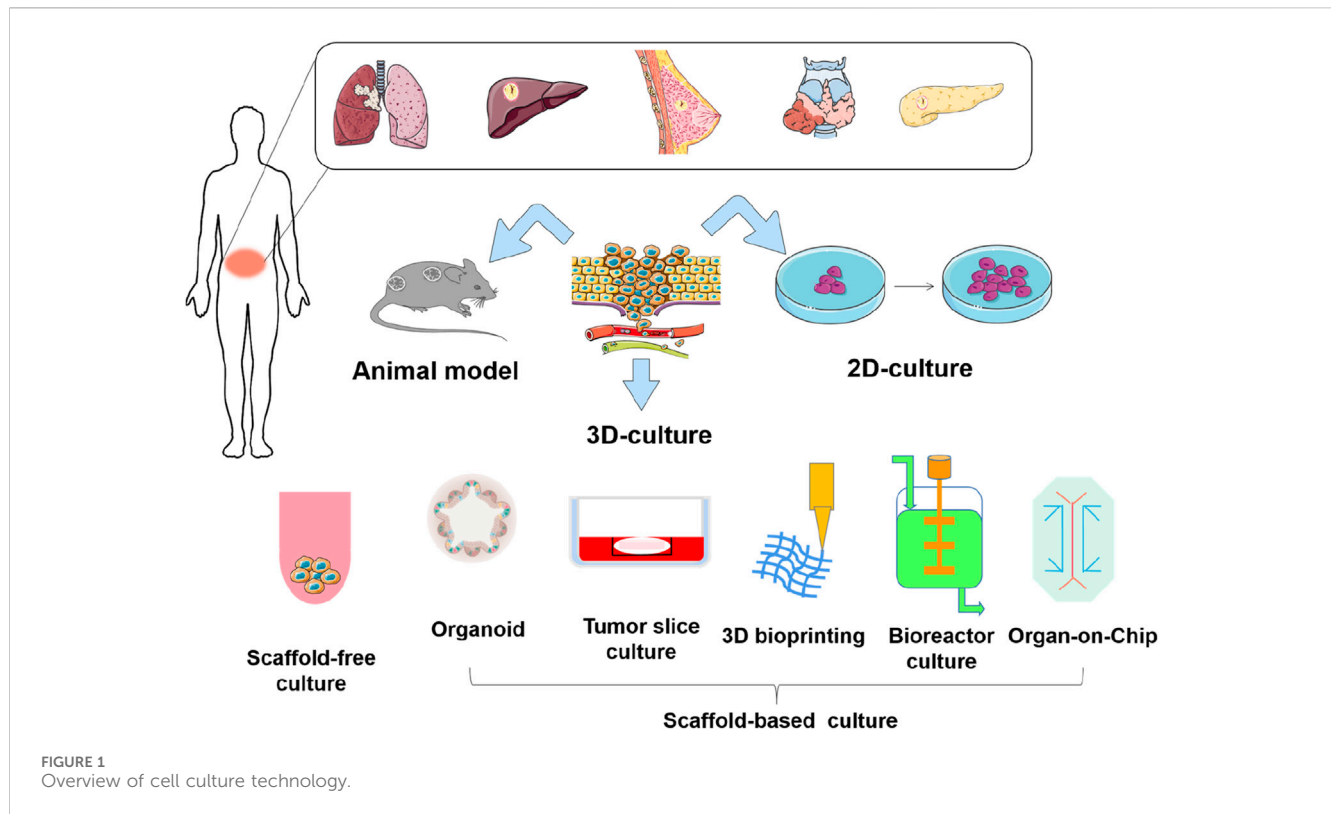 Animal model
2D-culture
3D-culture
Scaffold-free
culture
Organoid
Tumor slice
culture
3D bioprinting
Bioreactor
culture
Organ-on-Chip
Scaffold-based culture
FIGURE 1
Overview of cell culture technology.